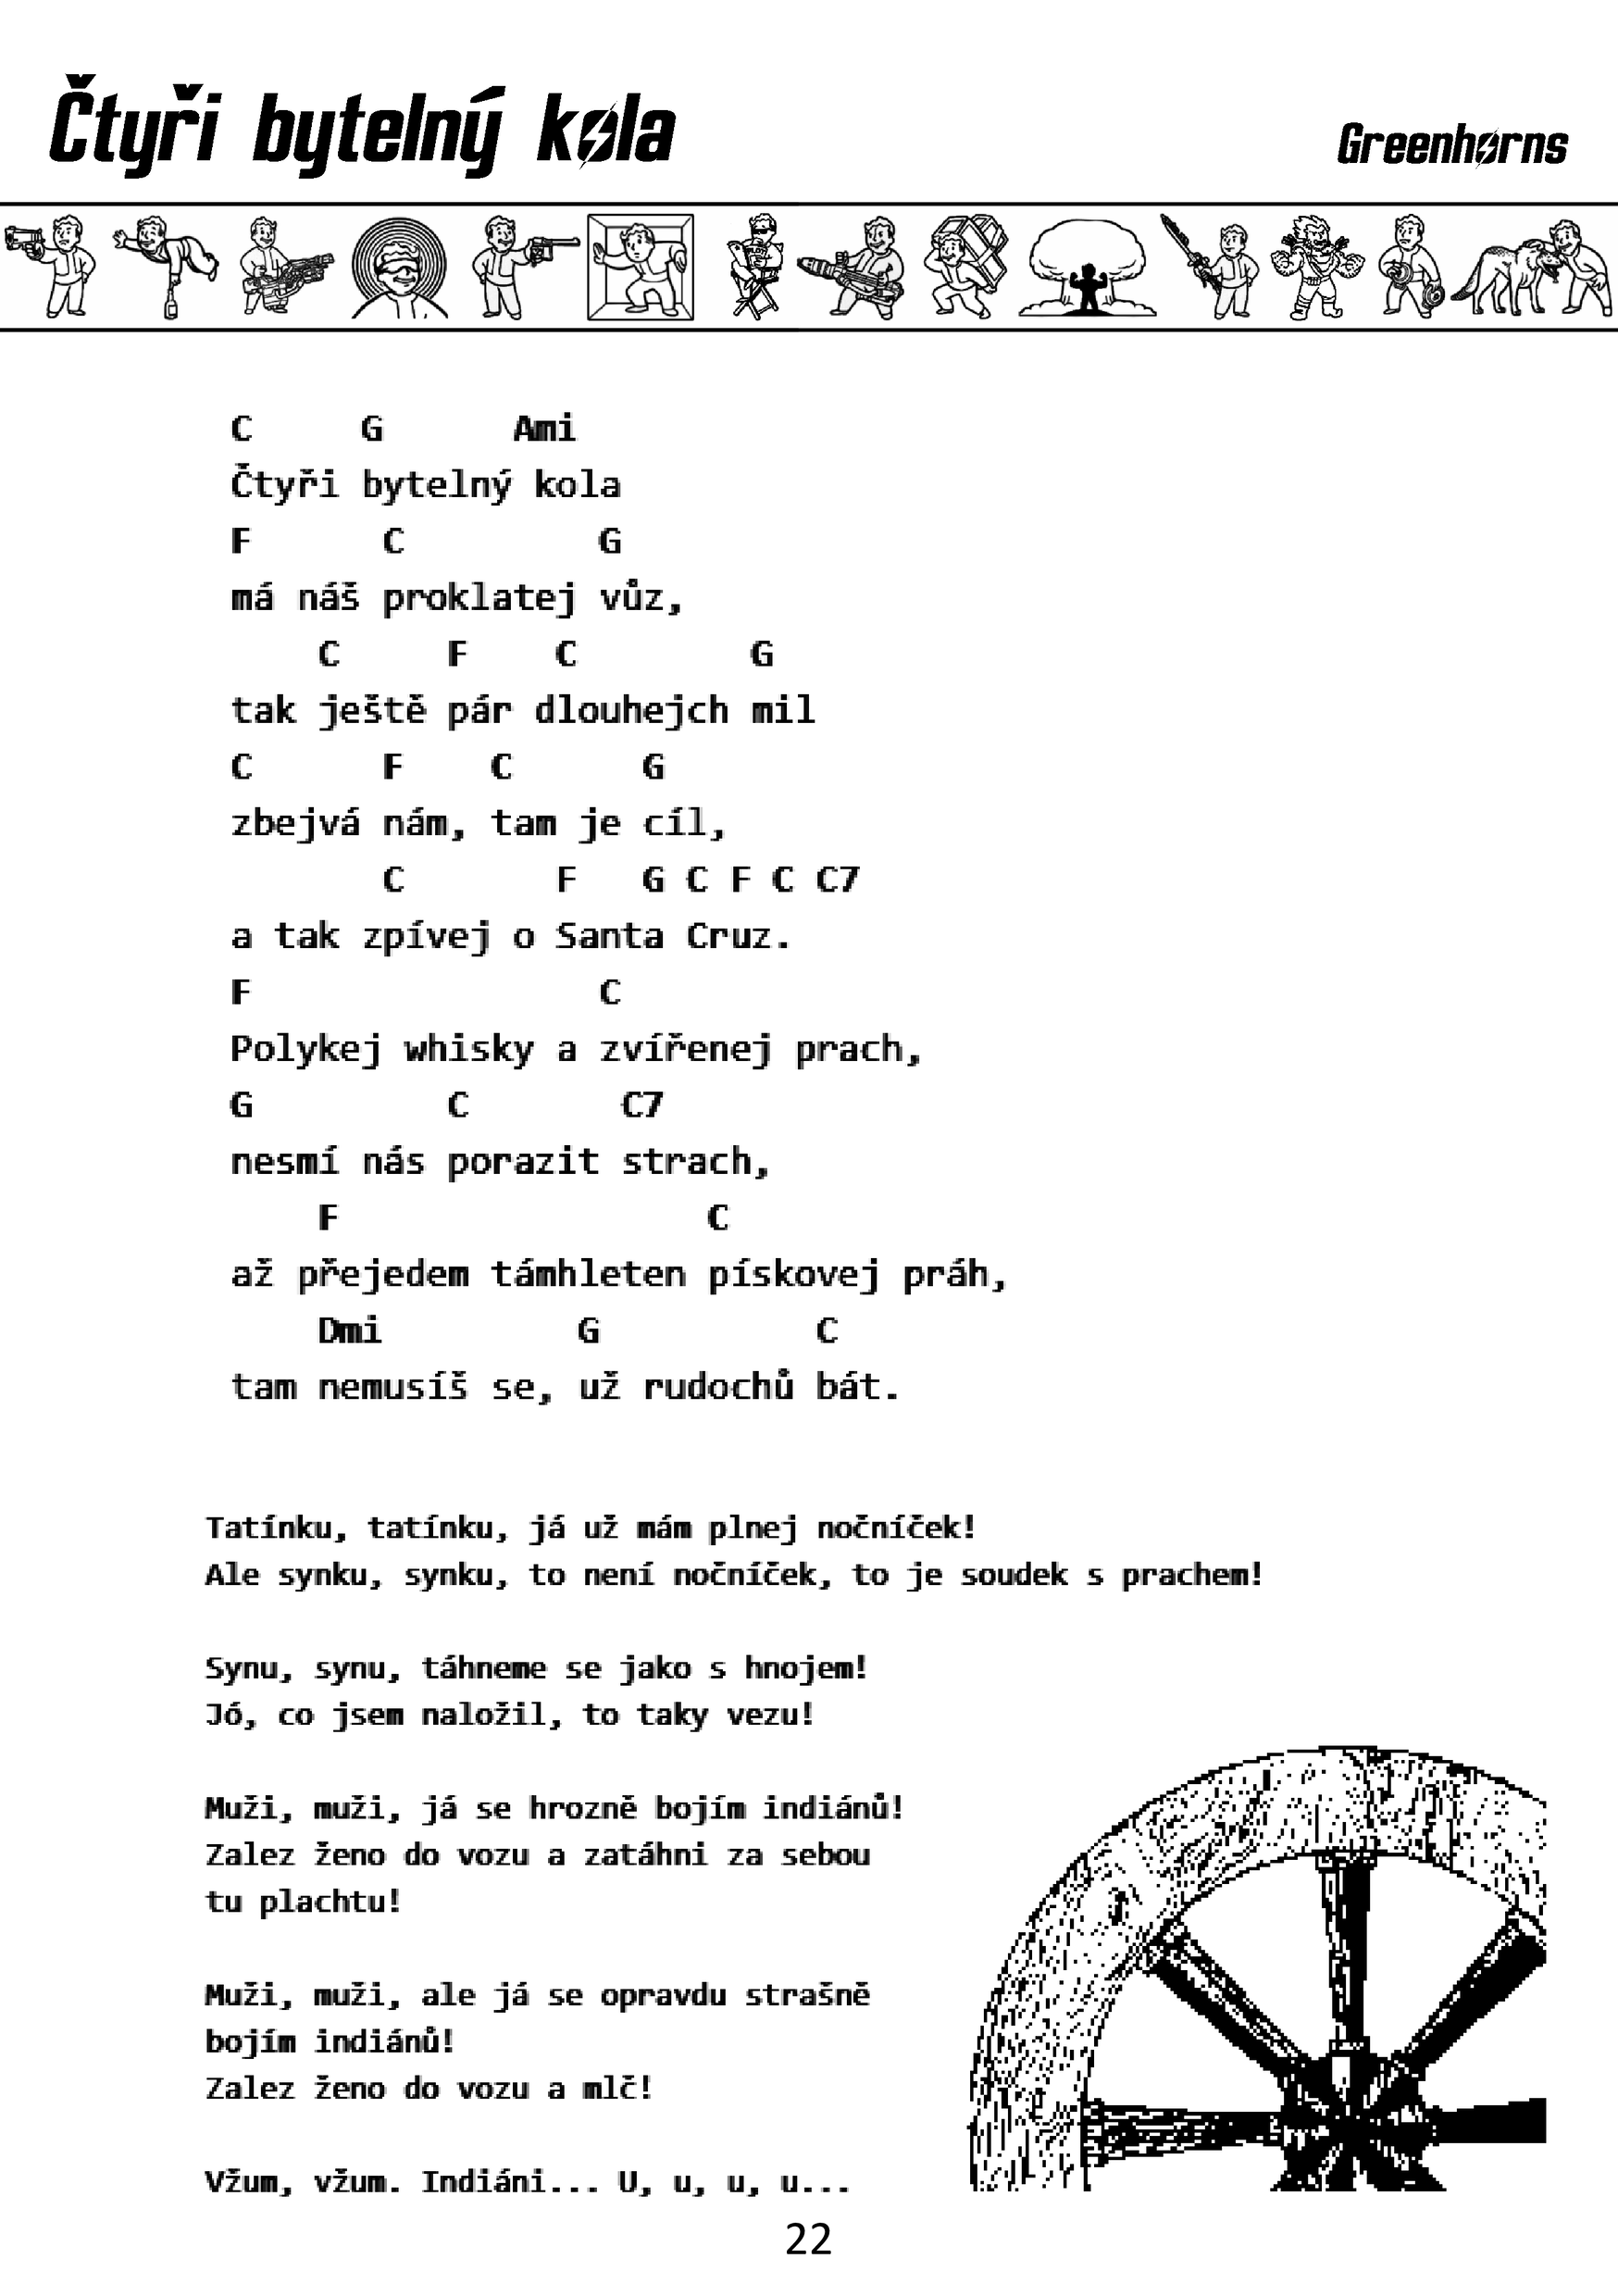 Čtyři bytelný kola
Greenhorns
C     G      Ami
Čtyři bytelný kola
F      C         G
má náš proklatej vůz,
    C     F    C        G
tak ještě pár dlouhejch mil
C      F    C      G
zbejvá nám, tam je cíl,
       C       F   G C F C C7
a tak zpívej o Santa Cruz.
F                C
Polykej whisky a zvířenej prach,
G         C       C7
nesmí nás porazit strach,
    F                 C
až přejedem támhleten pískovej práh,
    Dmi         G          C
tam nemusíš se, už rudochů bát.
Tatínku, tatínku, já už mám plnej nočníček!
Ale synku, synku, to není nočníček, to je soudek s prachem!
Synu, synu, táhneme se jako s hnojem!
Jó, co jsem naložil, to taky vezu!
Muži, muži, já se hrozně bojím indiánů!
Zalez ženo do vozu a zatáhni za sebou
tu plachtu!
Muži, muži, ale já se opravdu strašně
bojím indiánů!
Zalez ženo do vozu a mlč!
Vžum, vžum. Indiáni... U, u, u, u...
22